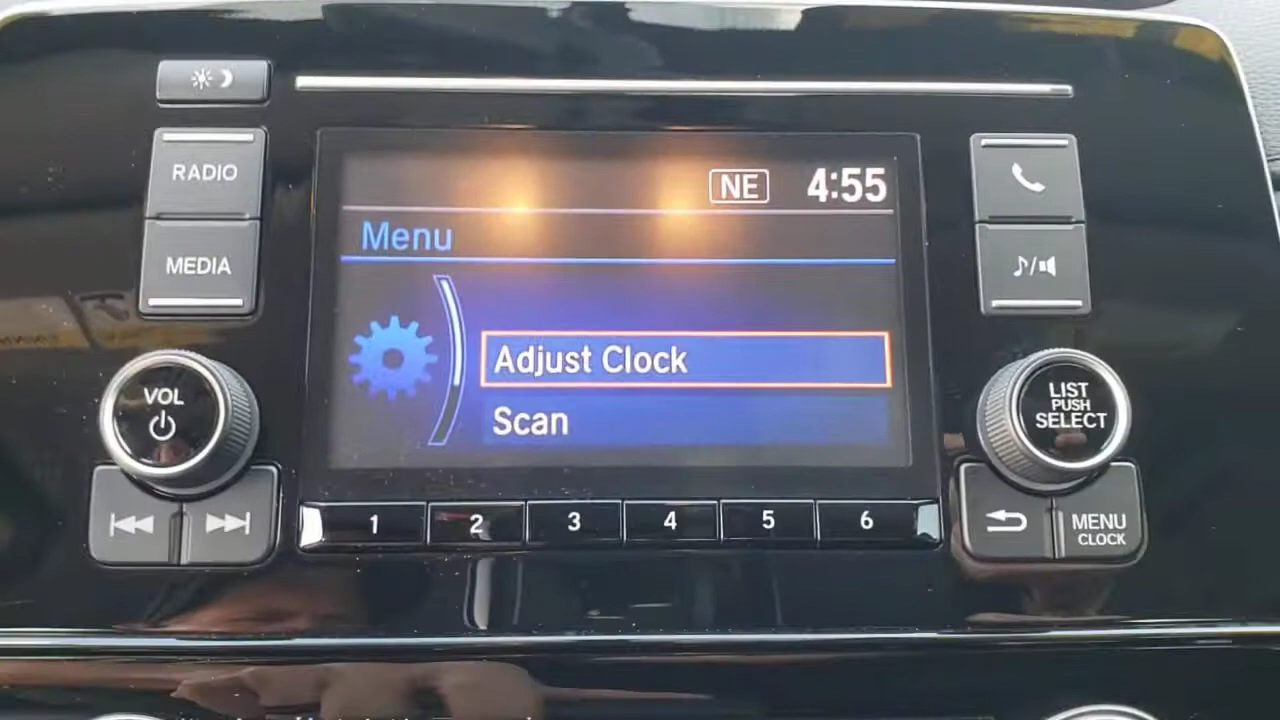 RADIO
MEDIA
VOL
NE 4:55
Menu
Adjust Clock
Scan
LIST
PUSH
SELECT
1 2 3 4 5 6
MENU
CLOCK